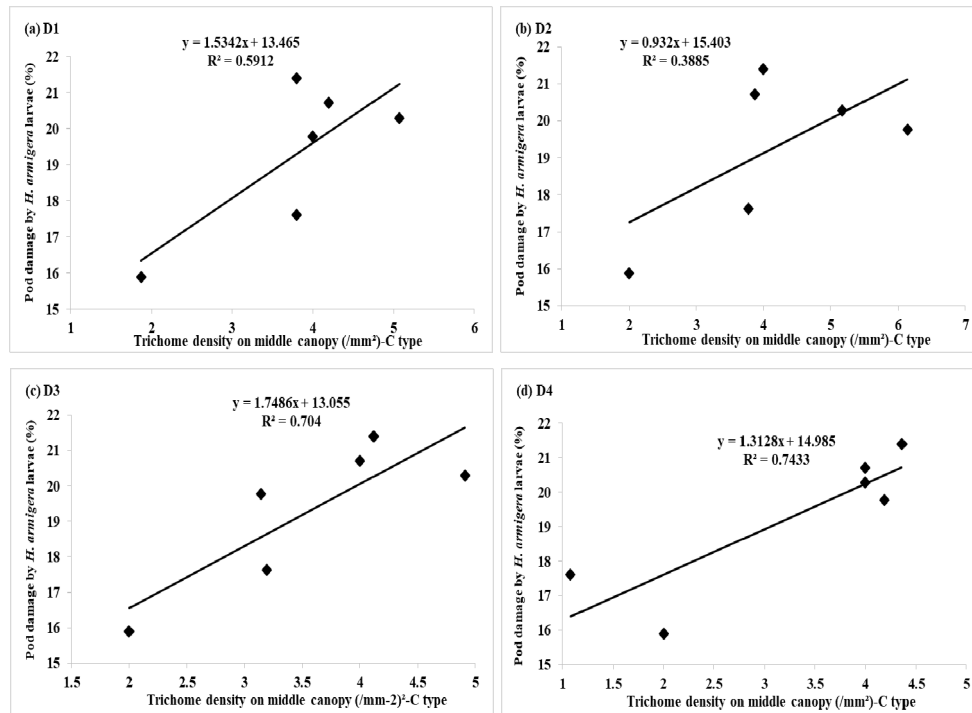 (a) D1
y = 1.5342x + 13.465
R² = 0.5912
Pod damage by H. armigera larvae (%)
22
21
20
19
18
17
16
15
1 2 3 4 5 6
Trichome density on middle canopy (/mm²)-C type
(b) D2
y = 0.932x + 15.403
R² = 0.3885
Pod damage by H. armigera larvae (%)
22
21
20
19
18
17
16
15
1 2 3 4 5 6 7
Trichome density on middle canopy (/mm²)-C type
(c) D3
y = 1.7486x + 13.055
R² = 0.704
Pod damage by H. armigera larvae (%)
22
21
20
19
18
17
16
15
1.5 2 2.5 3 3.5 4 4.5 5
Trichome density on middle canopy (/mm-2)²-C type
(d) D4
y = 1.3128x + 14.985
R² = 0.7433
Pod damage by H. armigera larvae (%)
22
21
20
19
18
17
16
15
1 1.5 2 2.5 3 3.5 4 4.5 5
Trichome density on middle canopy (/mm²)-C type